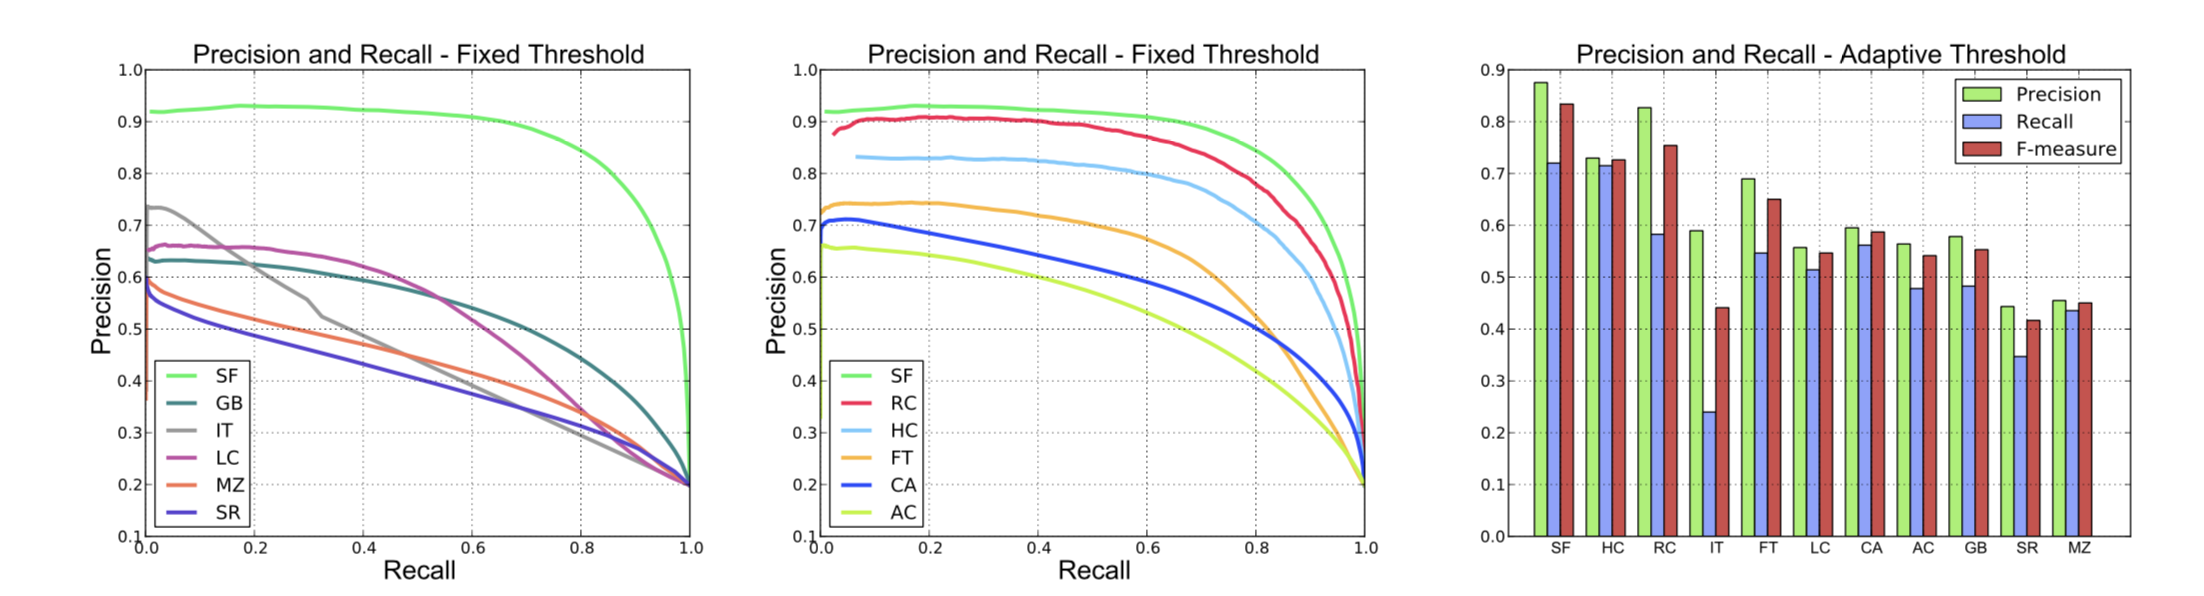 Precision and Recall - Fixed Threshold
1.0
0.9
0.8
0.7
0.6
0.5
0.4
0.3
0.2
0.1
Precision
SF
GB
IT
LC
MZ
SR
0.0 0.2 0.4 0.6 0.8 1.0
Recall
Precision and Recall - Fixed Threshold
1.0
0.9
0.8
0.7
0.6
0.5
0.4
0.3
0.2
0.1
Precision
SF
RC
HC
FT
CA
AC
0.0 0.2 0.4 0.6 0.8 1.0
Recall
Precision and Recall - Adaptive Threshold
0.9
0.8
0.7
0.6
0.5
0.4
0.3
0.2
0.1
0.0
Precision
Recall
F-measure
SF HC RC IT FT LC CA AC GB SR MZ